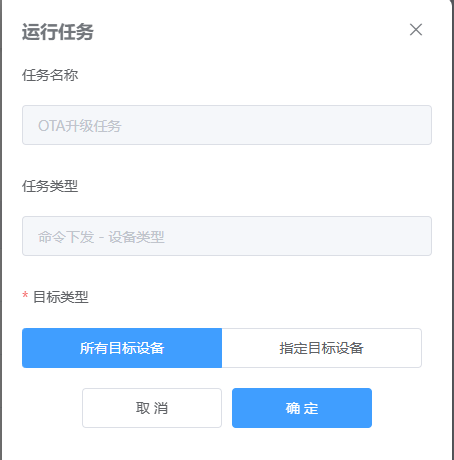 运行任务
任务名称
OTA升级任务
任务类型
命令下发 - 设备类型
* 目标类型
所有目标设备 指定目标设备
取 消 确 定